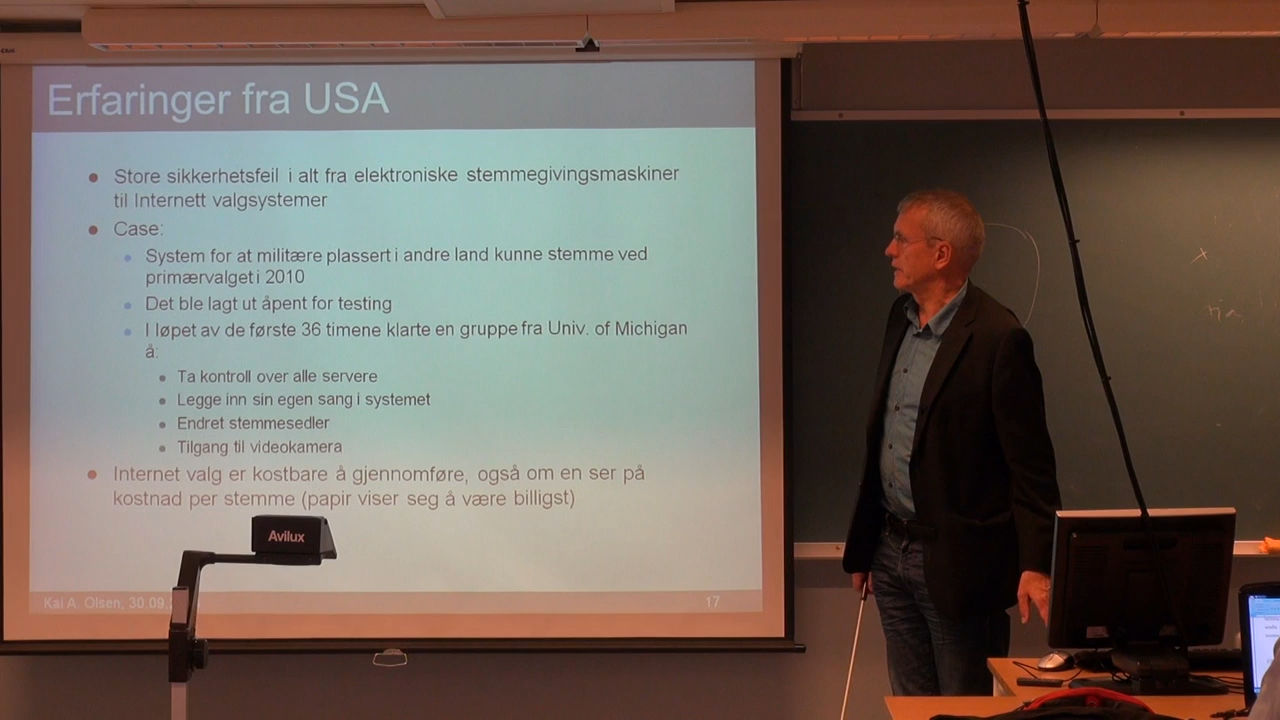 Erfaringer fra USA
Store sikkerhetsfeil i alt fra elektroniske stemmegivingsmaskiner
til Internett valgsystemer
Case:
System for at militære plassert i andre land kunne stemme ved
primærvalget i 2010
Det ble lagt ut åpent for testing
I løpet av de første 36 timene klarte en gruppe fra Univ. of Michigan
å:
Ta kontroll over alle servere
Legge inn sin egen sang i systemet
Endret stemmesedler
Tilgang til videokamera
Internet valg er kostbare å gjennomføre, også om en ser på
kostnad per stemme (papir viser seg å være billigst)
Avilux
Kai A. Olsen, 30.09.
17
x